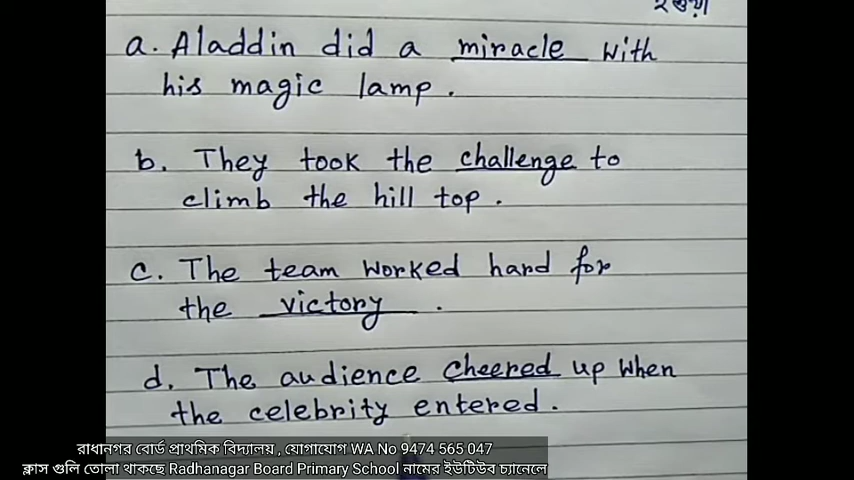 a. Aladdin did a miracle with
his magic lamp.
b. They took the challenge to
climb the hill top.
c. The team worked hard for
the victory.
d. The audience cheered up when
the celebrity entered.
রাধানগর বোর্ড প্রাথমিক বিদ্যালয়, যোগাযোগ WA No 9474 565 047
ক্লাস গুলি তোলা থাকছে Radhanagar Board Primary School নামের ইউটিউব চ্যানেলে